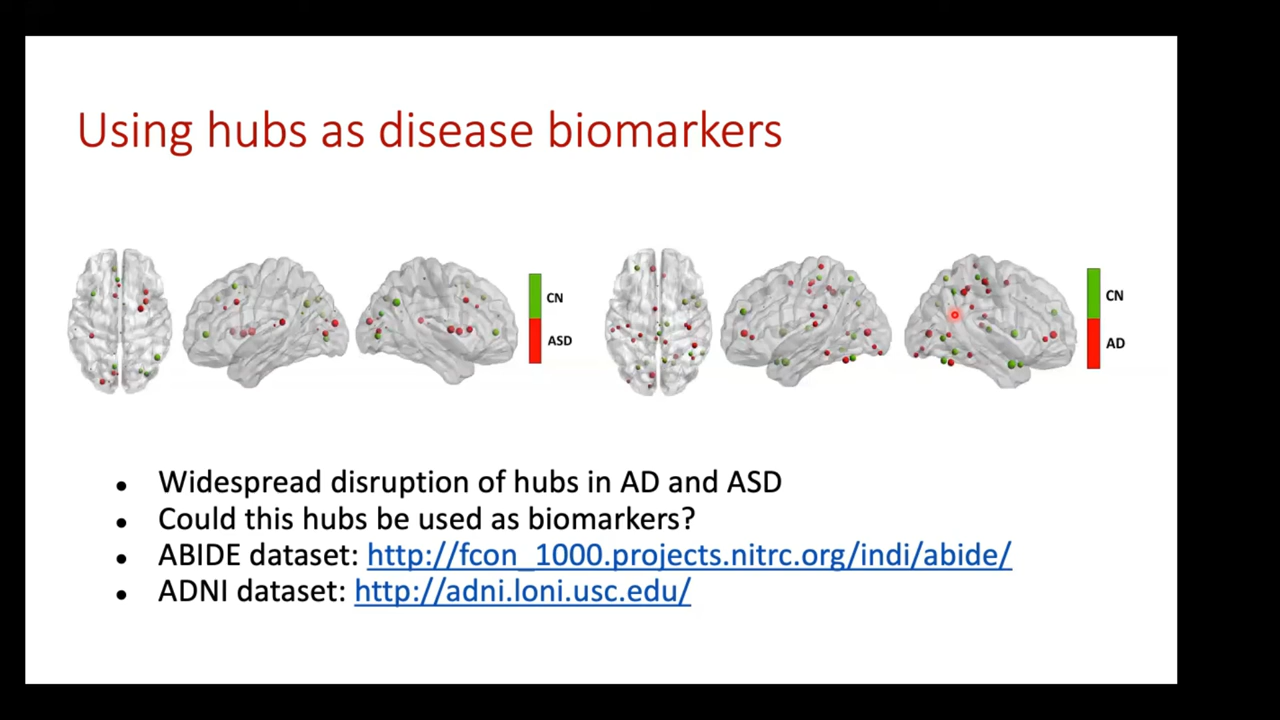 Using hubs as disease biomarkers
CN
ASD
CN
AD
• Widespread disruption of hubs in AD and ASD
• Could this hubs be used as biomarkers?
• ABIDE dataset: http://fcon_1000.projects.nitrc.org/indi/abide/
• ADNI dataset: http://adni.loni.usc.edu/